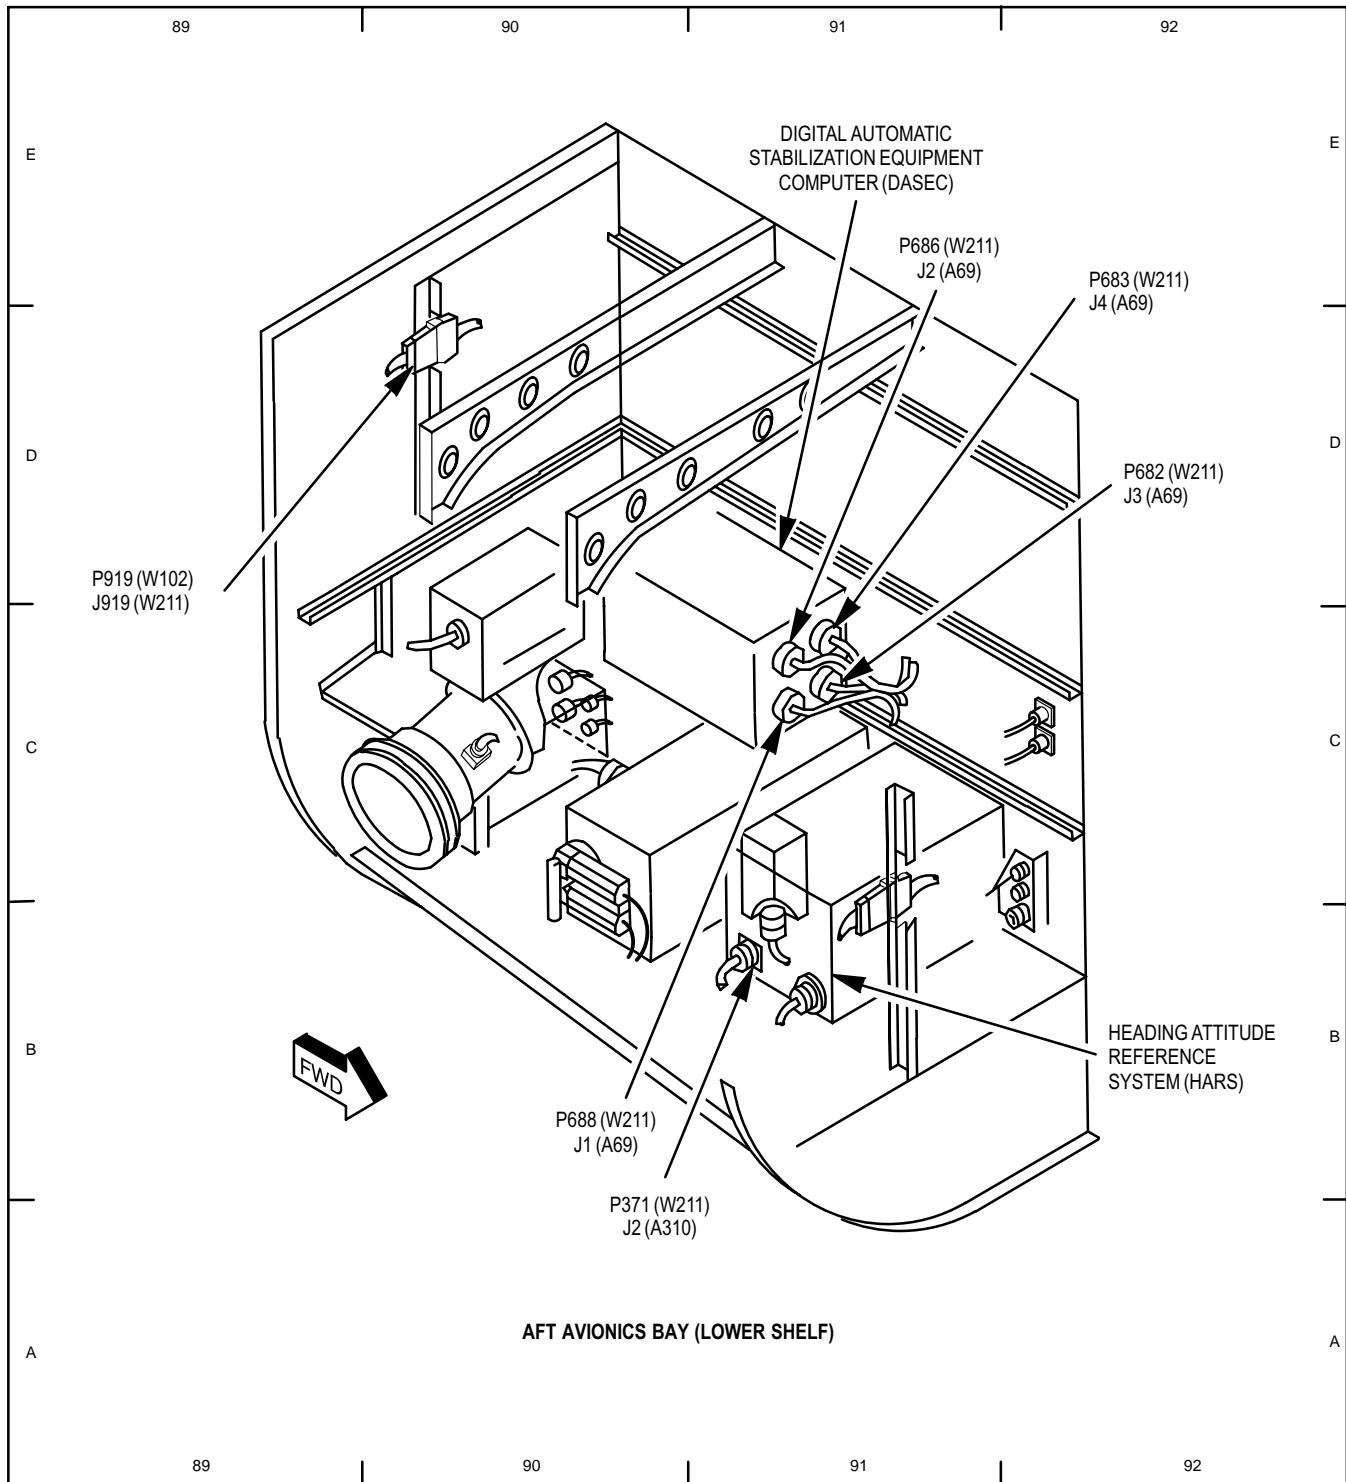 89 90 91 92
E E
DIGITAL AUTOMATIC
STABILIZATION EQUIPMENT
COMPUTER (DASEC)
P686 (W211)
J2 (A69)
P683 (W211)
J4 (A69)
D D
P682 (W211)
J3 (A69)
P919 (W102)
J919 (W211)
C C
B B
FWD
HEADING ATTITUDE
REFERENCE
SYSTEM (HARS)
P688 (W211)
J1 (A69)
P371 (W211)
J2 (A310)
AFT AVIONICS BAY (LOWER SHELF)
A A
89 90 91 92